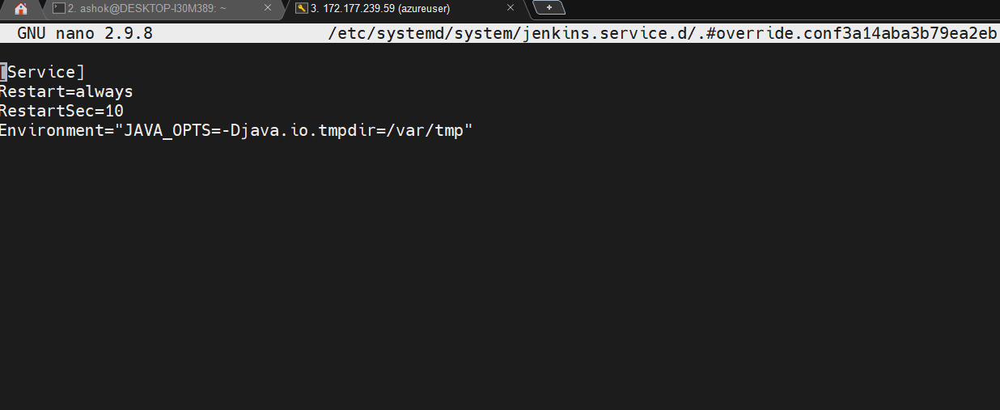 2. ashok@DESKTOP-I30M389: ~
3. 172.177.239.59 (azureuser)
GNU nano 2.9.8 /etc/systemd/system/jenkins.service.d/.#override.conf3a14aba3b79ea2eb
[Service]
Restart=always
RestartSec=10
Environment="JAVA_OPTS=-Djava.io.tmpdir=/var/tmp"